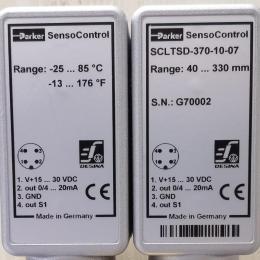 Parker SensoControl
Range: -25 ... 85 °C
-13 ... 176 °F
DESINA
1. V+15 ... 30 VDC
2. out 0/4 ... 20mA
3. GND
4. out S1
CE
Made in Germany
Parker SensoControl
SCLTSD-370-10-07
Range: 40 ... 330 mm
S.N.: G70002
DESINA
1. V+15 ... 30 VDC
2. out 0/4 ... 20mA
3. GND
4. out S1
CE
Made in Germany